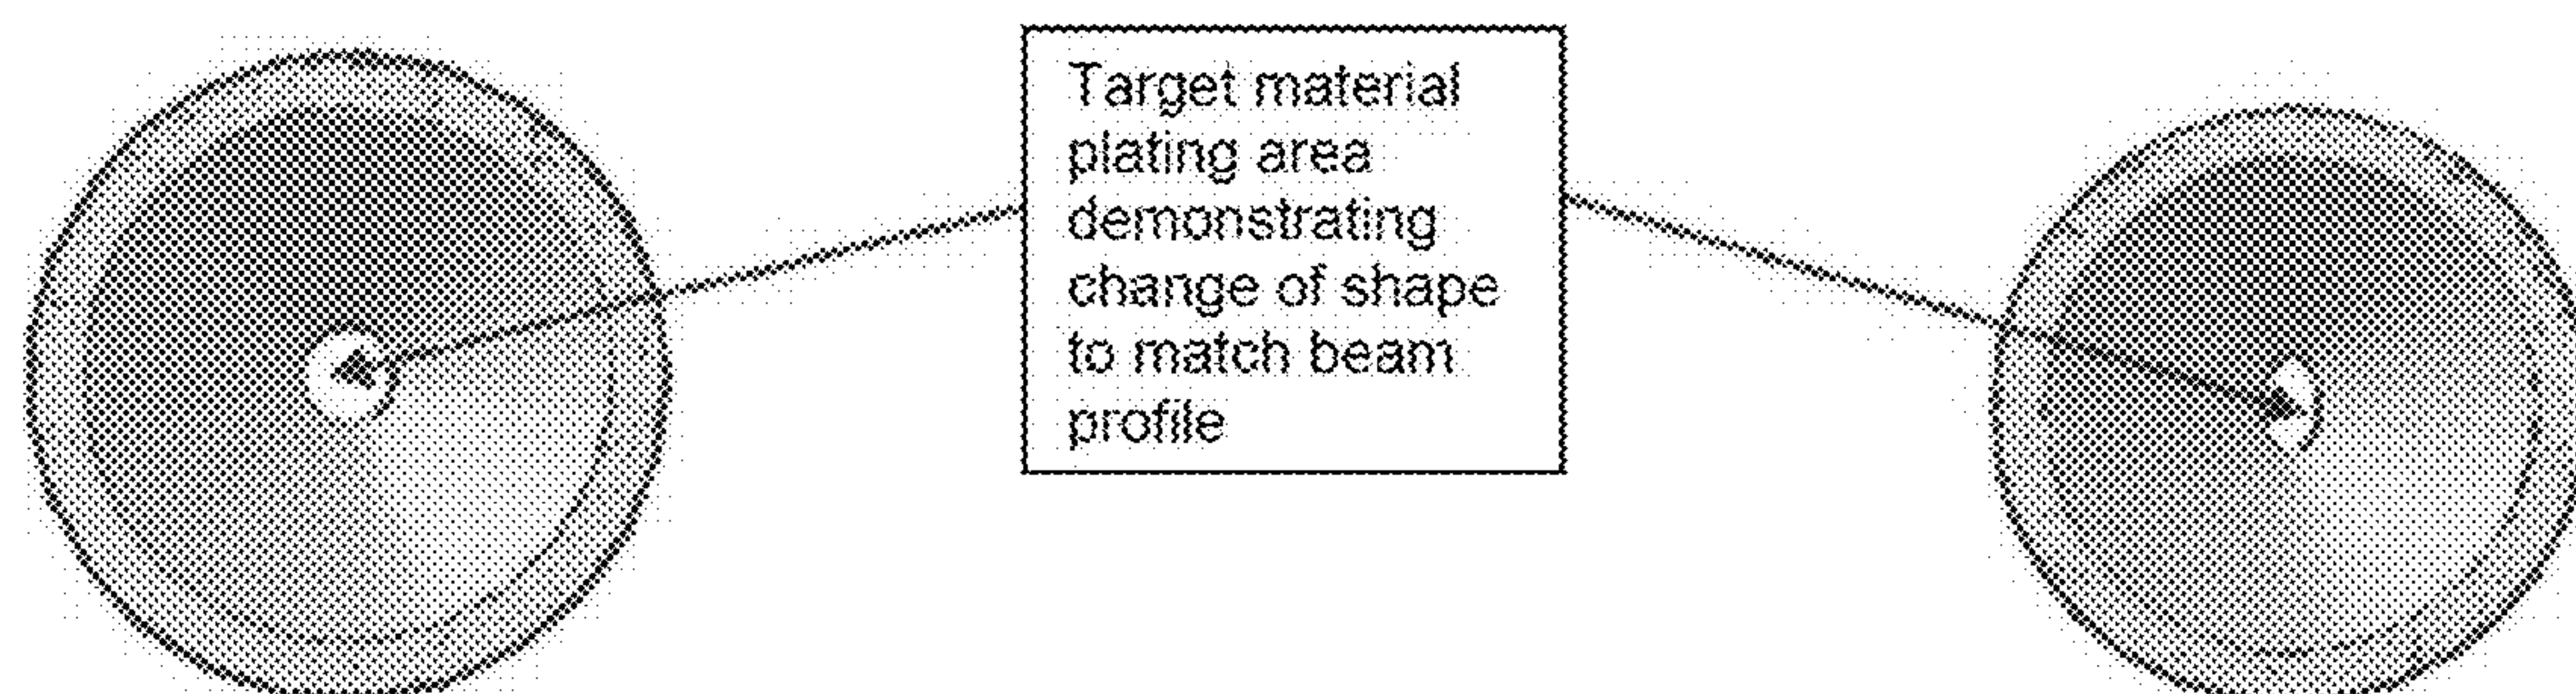 Target material
plating area
demonstrating
change of shape
to match beam
profile